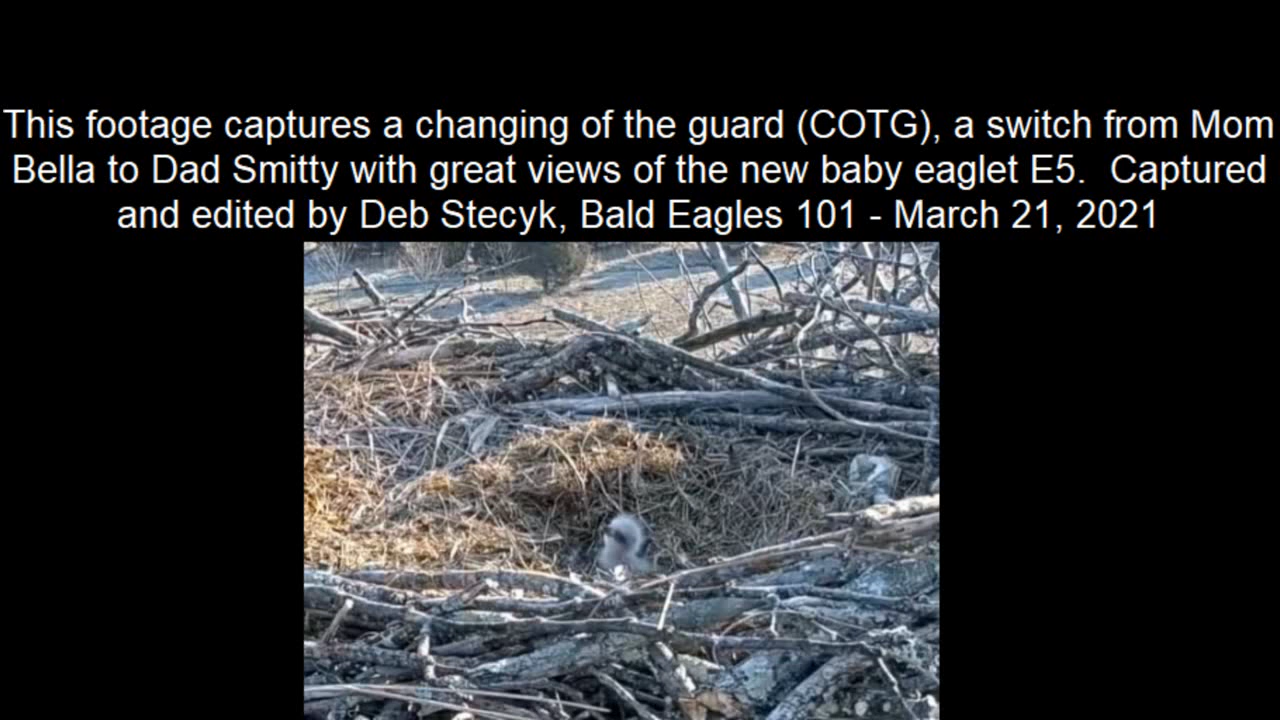 This footage captures a changing of the guard (COTG), a switch from Mom
Bella to Dad Smitty with great views of the new baby eaglet E5.  Captured
and edited by Deb Stecyk, Bald Eagles 101 - March 21, 2021